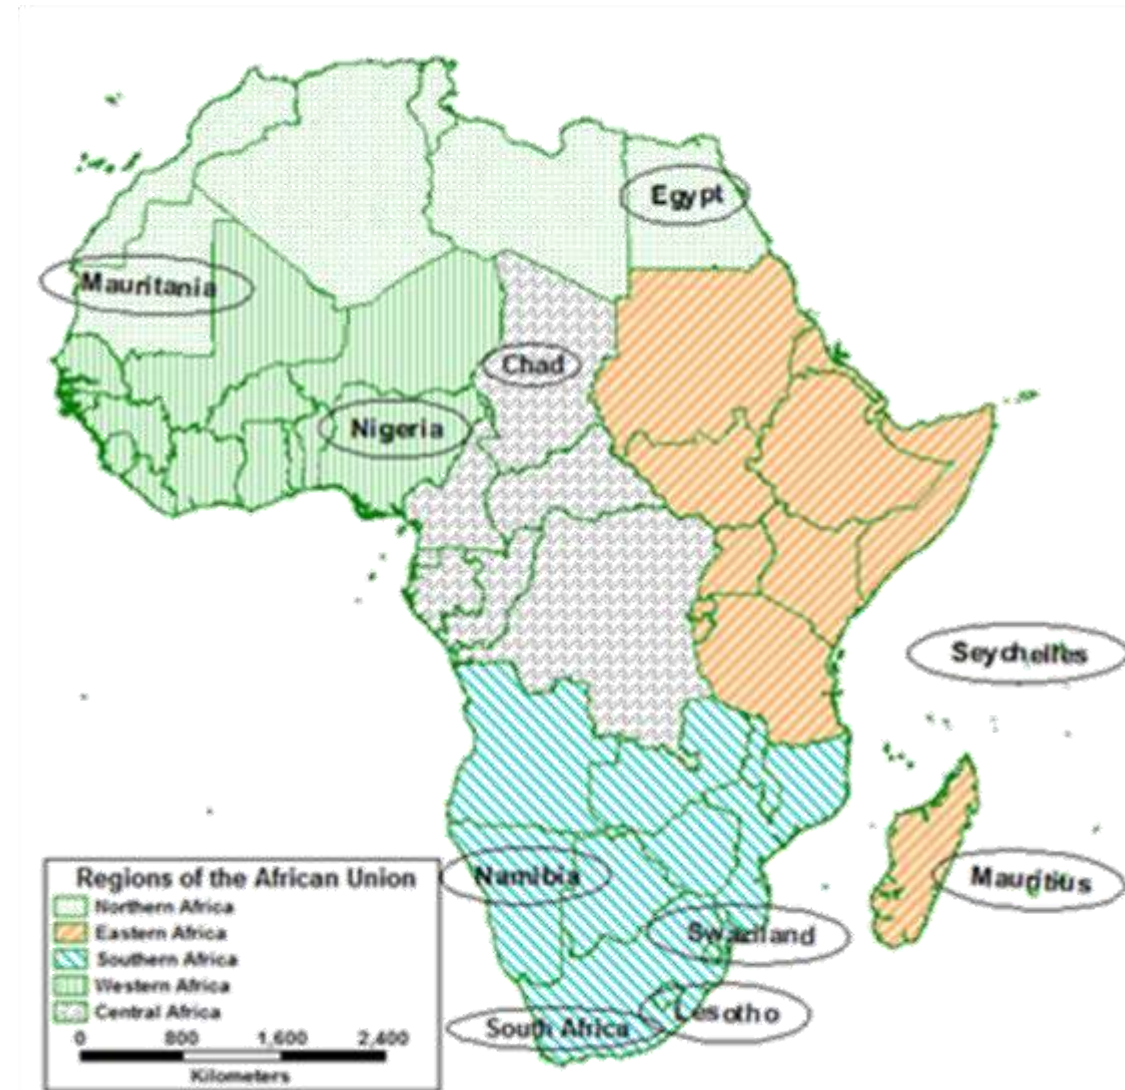 Egypt
Mauritania
Chad
Nigeria
Seychelles
Namibia
Mauritius
Swaziland
Lesotho
South Africa
Regions of the African Union
Northern Africa
Eastern Africa
Southern Africa
Western Africa
Central Africa
0 800 1,600 2,400
Kilometers